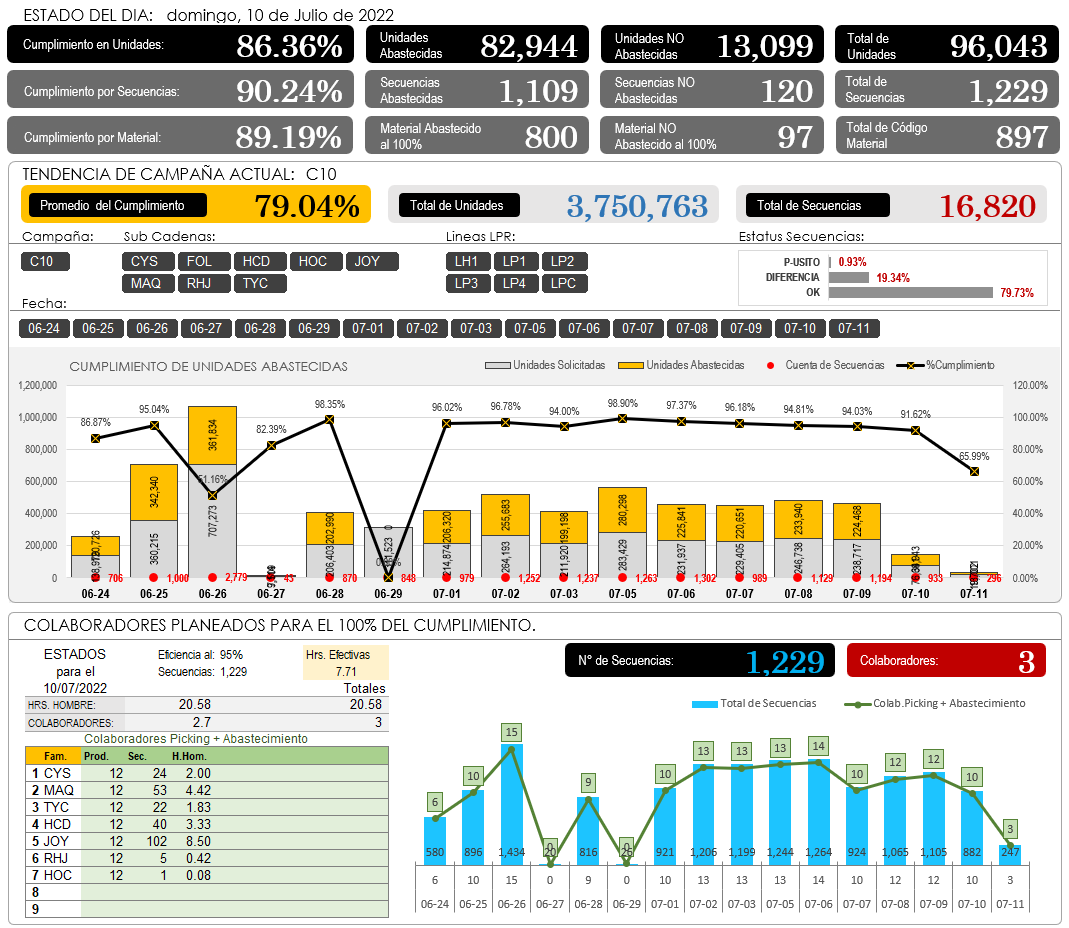 ESTADO DEL DIA: domingo, 10 de Julio de 2022
Cumplimiento en Unidades: 86.36%
Unidades Abastecidas 82,944
Unidades NO Abastecidas 13,099
Total de Unidades 96,043
Cumplimiento por Secuencias: 90.24%
Secuencias Abastecidas 1,109
Secuencias NO Abastecidas 120
Total de Secuencias 1,229
Cumplimiento por Material: 89.19%
Material Abastecido al 100% 800
Material NO Abastecido al 100% 97
Total de Código Material 897
TENDENCIA DE CAMPAÑA ACTUAL: C10
Promedio del Cumplimiento 79.04%
Total de Unidades 3,750,763
Total de Secuencias 16,820
Campaña:
C10
Sub Cadenas:
CYS FOL HCD HOC JOY
MAQ RHJ TYC
Lineas LPR:
LH1 LP1 LP2
LP3 LP4 LPC
Estatus Secuencias:
P-USITO 0.93%
DIFERENCIA 19.34%
OK 79.73%
Fecha:
06-24 06-25 06-26 06-27 06-28 06-29 07-01 07-02 07-03 07-05 07-06 07-07 07-08 07-09 07-10 07-11
CUMPLIMIENTO DE UNIDADES ABASTECIDAS
Unidades Solicitadas Unidades Abastecidas Cuenta de Secuencias %Cumplimiento
1,200,000
1,000,000
800,000
600,000
400,000
200,000
0
120.00%
100.00%
80.00%
60.00%
40.00%
20.00%
0.00%
86.87% 95.04% 51.16% 82.39% 98.35% 96.02% 96.78% 94.00% 98.90% 97.37% 96.18% 94.81% 94.03% 91.62% 65.99%
342,340 361,834 202,990 0 206,320 255,683 199,198 280,298 225,841 220,651 233,940 224,468
360,215 707,273 206,403 214,874 264,193 211,920 283,429 231,937 229,405 246,738 238,717
706 1,000 2,779 43 870 848 979 1,252 1,237 1,263 1,302 989 1,129 1,194 933 296
06-24 06-25 06-26 06-27 06-28 06-29 07-01 07-02 07-03 07-05 07-06 07-07 07-08 07-09 07-10 07-11
COLABORADORES PLANEADOS PARA EL 100% DEL CUMPLIMIENTO.
ESTADOS
para el
10/07/2022
Eficiencia al: 95%
Secuencias: 1,229
Hrs. Efectivas
7.71
Totales
HRS. HOMBRE: 20.58 20.58
COLABORADORES: 2.7 3
Colaboradores Picking + Abastecimiento
Fam. Prod. Sec. H.Hom.
1 CYS 12 24 2.00
2 MAQ 12 53 4.42
3 TYC 12 22 1.83
4 HCD 12 40 3.33
5 JOY 12 102 8.50
6 RHJ 12 5 0.42
7 HOC 12 1 0.08
8
9
N° de Secuencias: 1,229
Colaboradores: 3
Total de Secuencias Colab.Picking + Abastecimiento
6 10 15 0 9 0 10 13 13 13 14 10 12 12 10 3
580 896 1,434 20 816 26 921 1,206 1,199 1,244 1,264 924 1,065 1,105 882 247
6 10 15 0 9 0 10 13 13 13 14 10 12 12 10 3
06-24 06-25 06-26 06-27 06-28 06-29 07-01 07-02 07-03 07-05 07-06 07-07 07-08 07-09 07-10 07-11